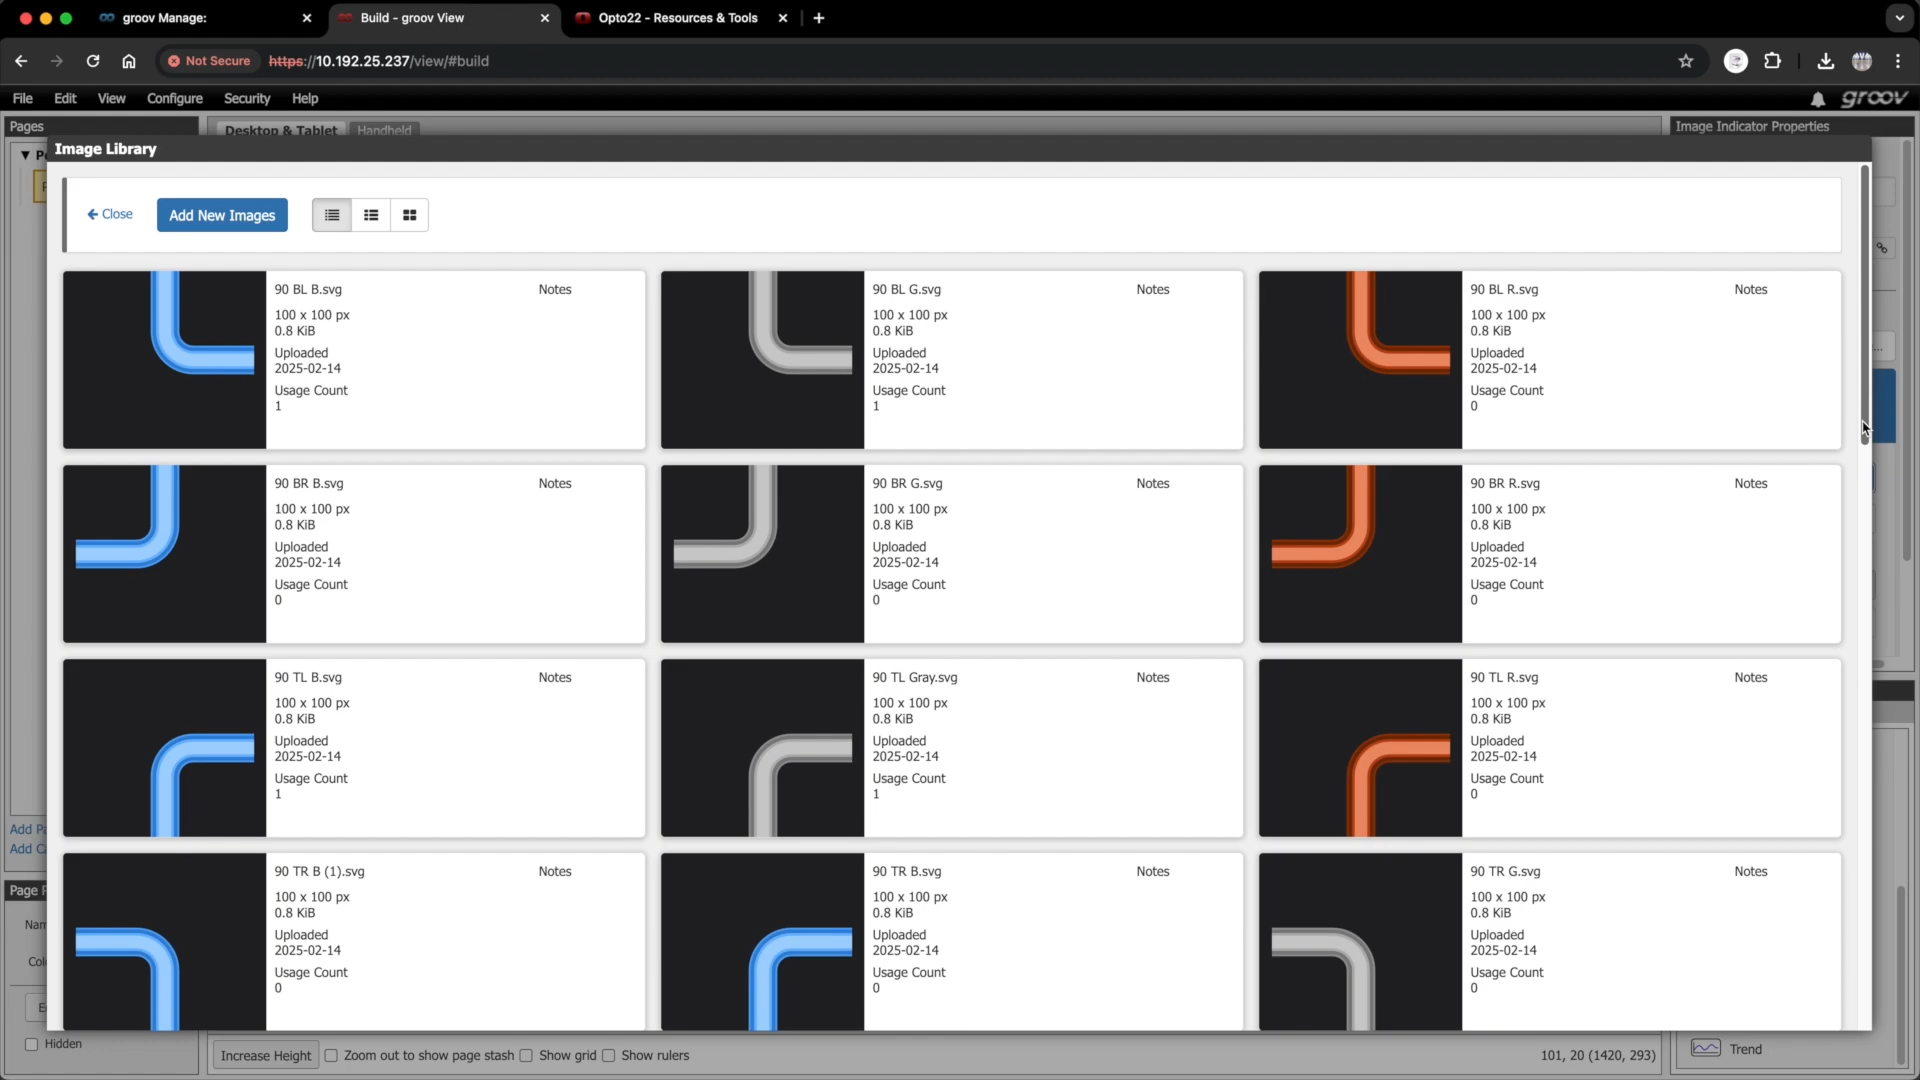 groov Manage:
Build - groov View
Opto22 - Resources & Tools
Not Secure
https://10.192.25.237/view/#build
File Edit View Configure Security Help
groov
Pages
Desktop & Tablet
Handheld
Image Indicator Properties
Image Library
Close
Add New Images
90 BL B.svg
Notes
100 x 100 px
0.8 KiB
Uploaded
2025-02-14
Usage Count
1
90 BL G.svg
Notes
100 x 100 px
0.8 KiB
Uploaded
2025-02-14
Usage Count
1
90 BL R.svg
Notes
100 x 100 px
0.8 KiB
Uploaded
2025-02-14
Usage Count
0
90 BR B.svg
Notes
100 x 100 px
0.8 KiB
Uploaded
2025-02-14
Usage Count
0
90 BR G.svg
Notes
100 x 100 px
0.8 KiB
Uploaded
2025-02-14
Usage Count
0
90 BR R.svg
Notes
100 x 100 px
0.8 KiB
Uploaded
2025-02-14
Usage Count
0
90 TL B.svg
Notes
100 x 100 px
0.8 KiB
Uploaded
2025-02-14
Usage Count
1
90 TL Gray.svg
Notes
100 x 100 px
0.8 KiB
Uploaded
2025-02-14
Usage Count
1
90 TL R.svg
Notes
100 x 100 px
0.8 KiB
Uploaded
2025-02-14
Usage Count
0
90 TR B (1).svg
Notes
100 x 100 px
0.8 KiB
Uploaded
2025-02-14
Usage Count
0
90 TR B.svg
Notes
100 x 100 px
0.8 KiB
Uploaded
2025-02-14
Usage Count
0
90 TR G.svg
Notes
100 x 100 px
0.8 KiB
Uploaded
2025-02-14
Usage Count
0
Add
Add
Page
Hidden
Increase Height
Zoom out to show page stash
Show grid
Show rulers
101, 20 (1420, 293)
Trend